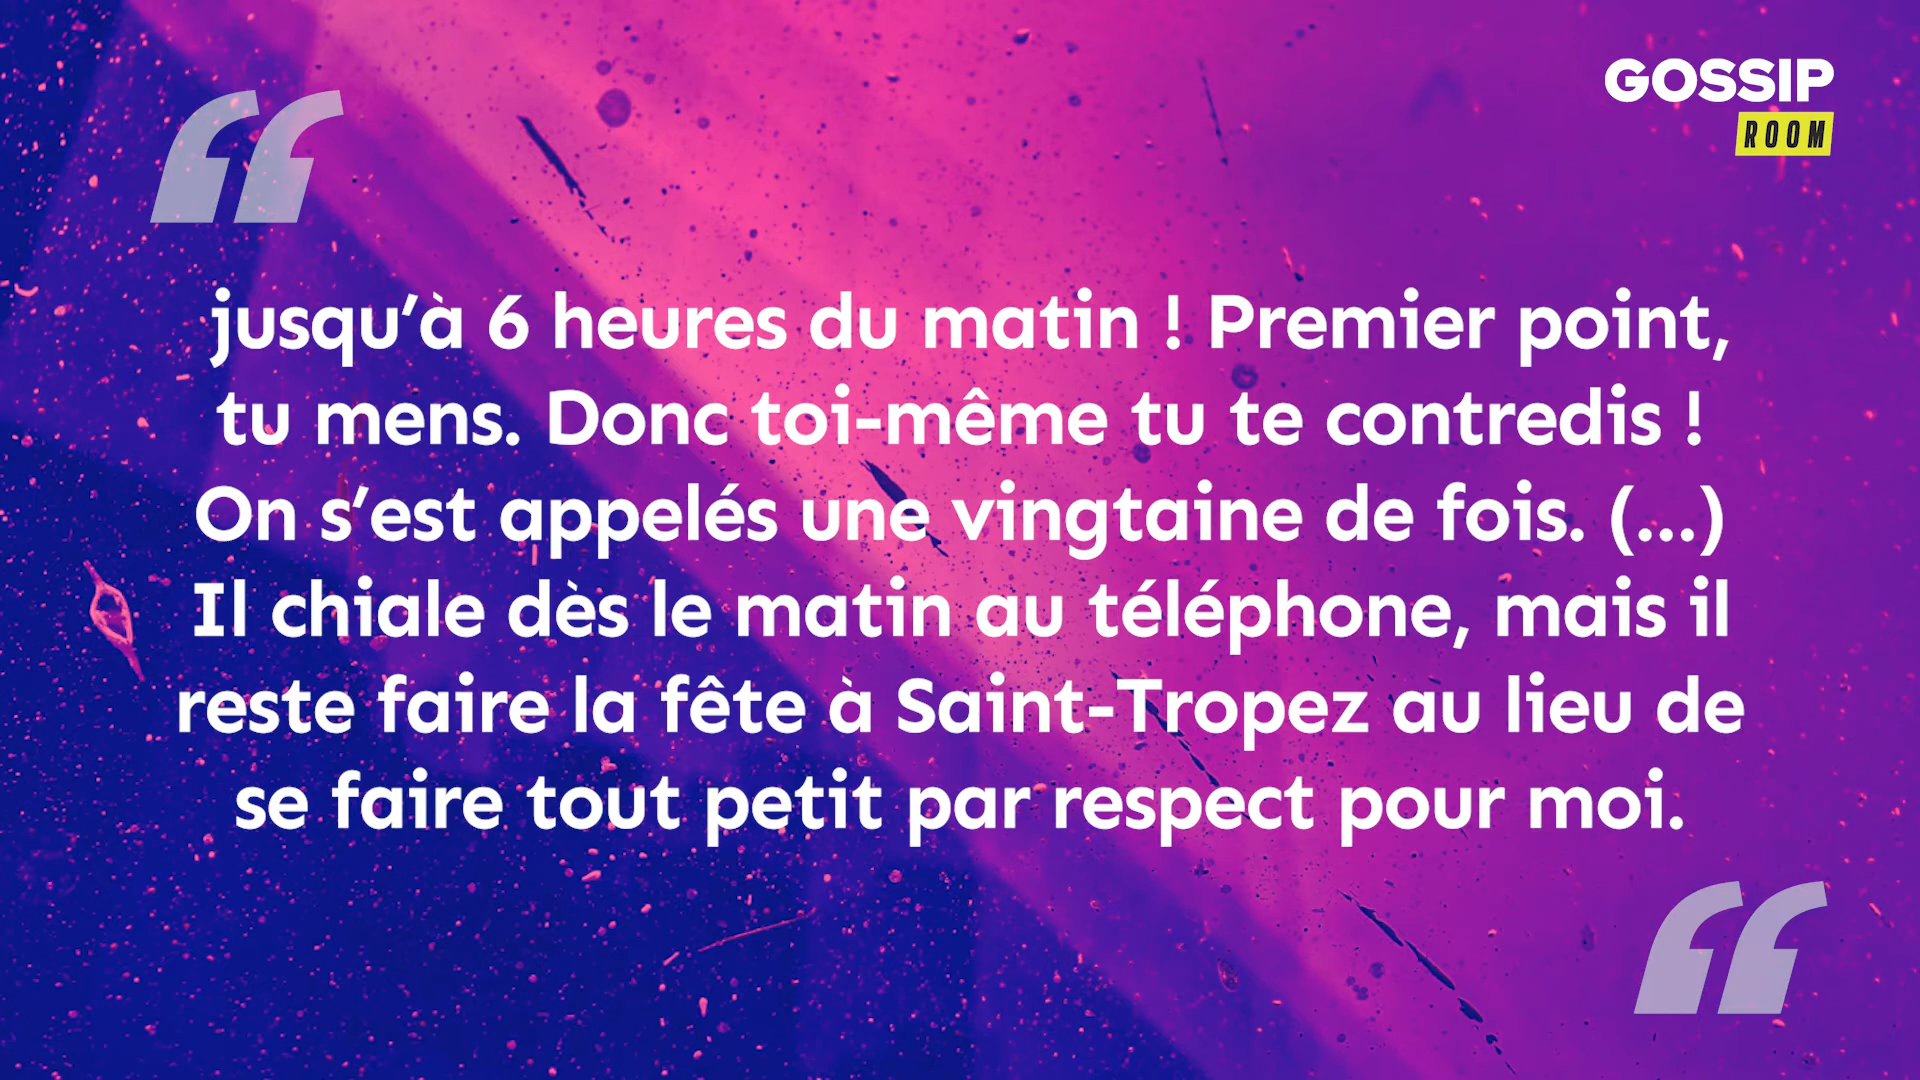 GOSSIP
ROOM
jusqu’à 6 heures du matin ! Premier point,
tu mens. Donc toi-même tu te contredis !
On s’est appelés une vingtaine de fois. (...)
Il chiale dès le matin au téléphone, mais il
reste faire la fête à Saint-Tropez au lieu de
se faire tout petit par respect pour moi.